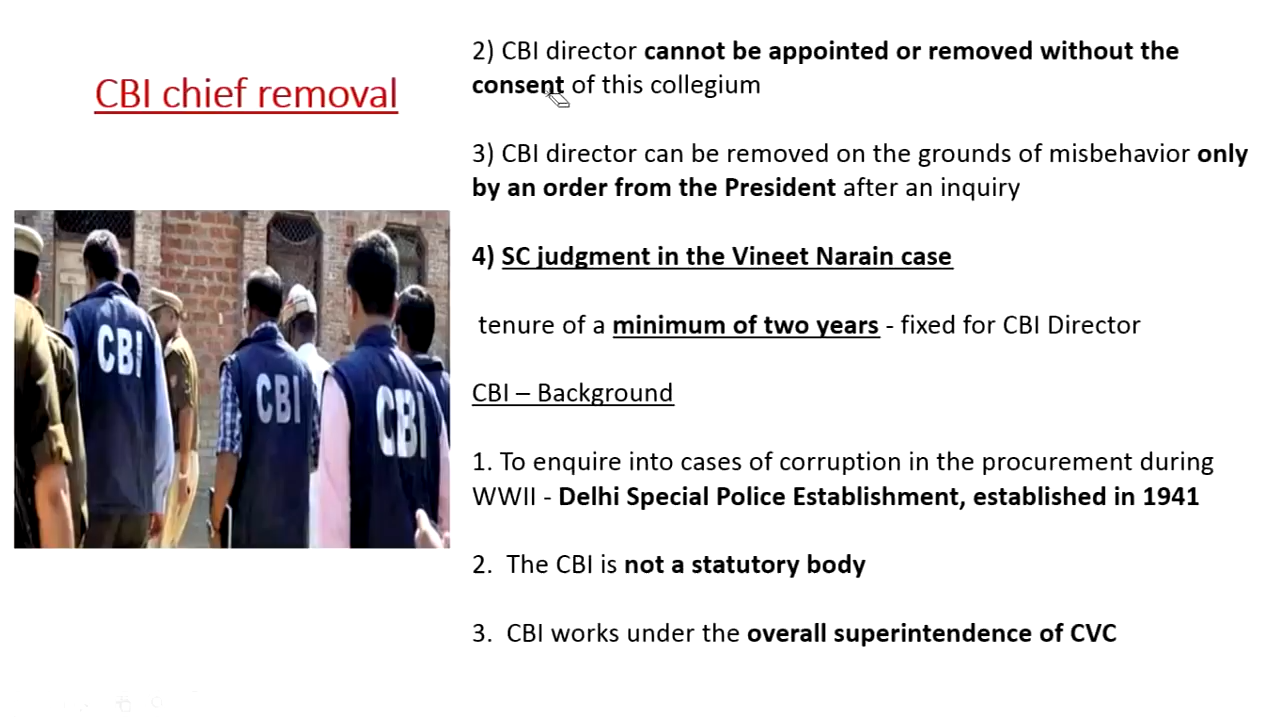 CBI chief removal
2) CBI director cannot be appointed or removed without the
consent of this collegium
3) CBI director can be removed on the grounds of misbehavior only
by an order from the President after an inquiry
4) SC judgment in the Vineet Narain case
tenure of a minimum of two years - fixed for CBI Director
CBI – Background
1. To enquire into cases of corruption in the procurement during
WWII - Delhi Special Police Establishment, established in 1941
2. The CBI is not a statutory body
3. CBI works under the overall superintendence of CVC
CBI
CBI
CBI